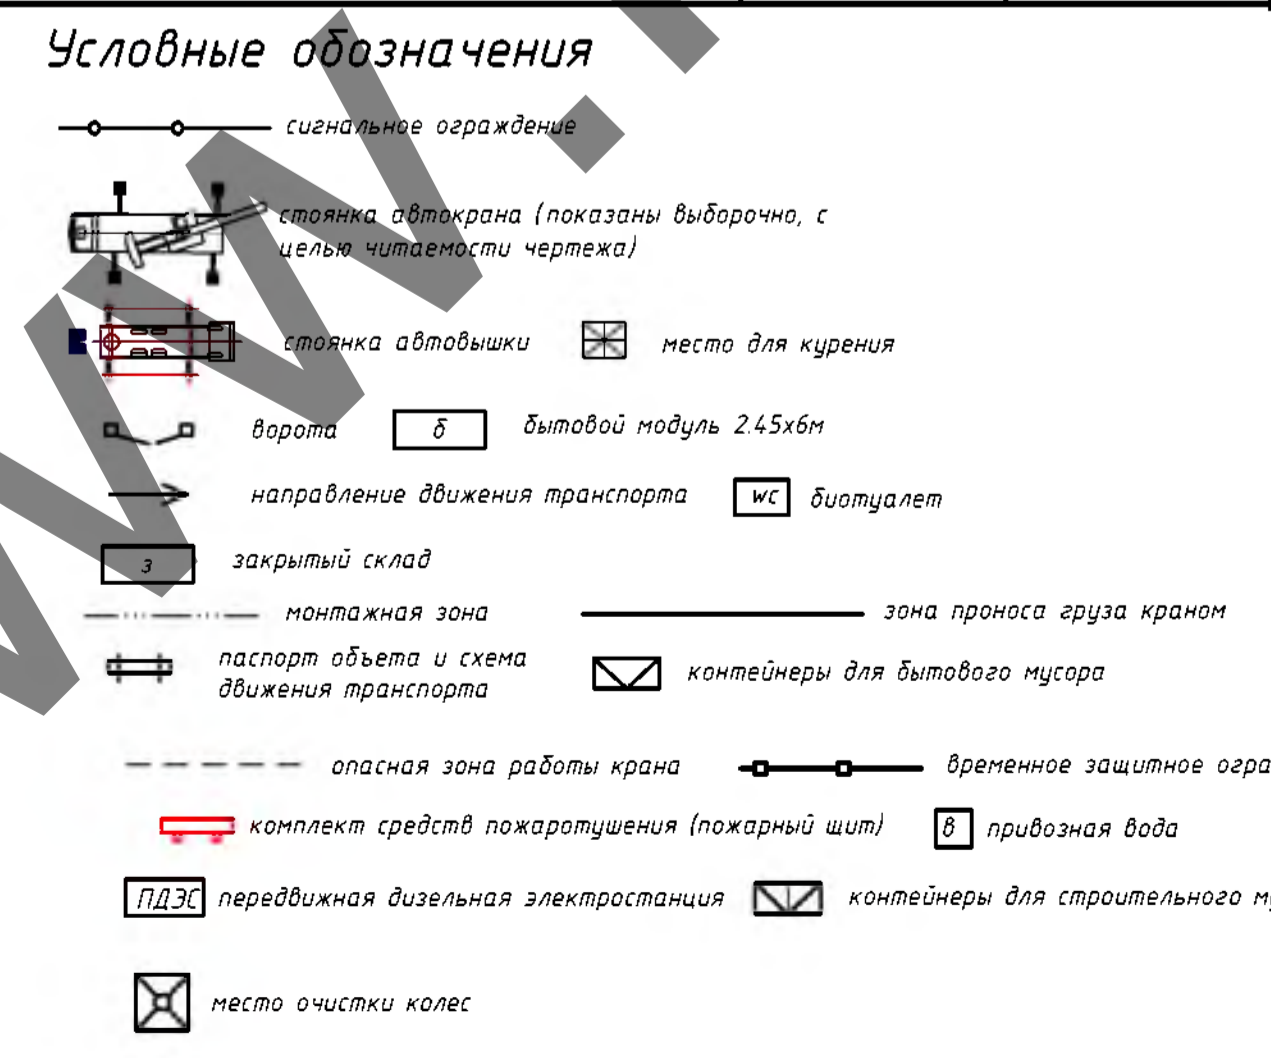 Условные обозначения
сигнальное ограждение
стоянка автокрана (показаны выборочно, с
целью читаемости чертежа)
стоянка автовышки
место для курения
ворота
б
бытовой модуль 2.45х6м
направление движения транспорта
wc
биотуалет
з
закрытый склад
монтажная зона
зона проноса груза краном
паспорт объета и схема
движения транспорта
контейнеры для бытового мусора
опасная зона работы крана
временное защитное огра
комплект средств пожаротушения (пожарный щит)
в
привозная вода
ПДЭС
передвижная дизельная электростанция
контейнеры для строительного
место очистки колес